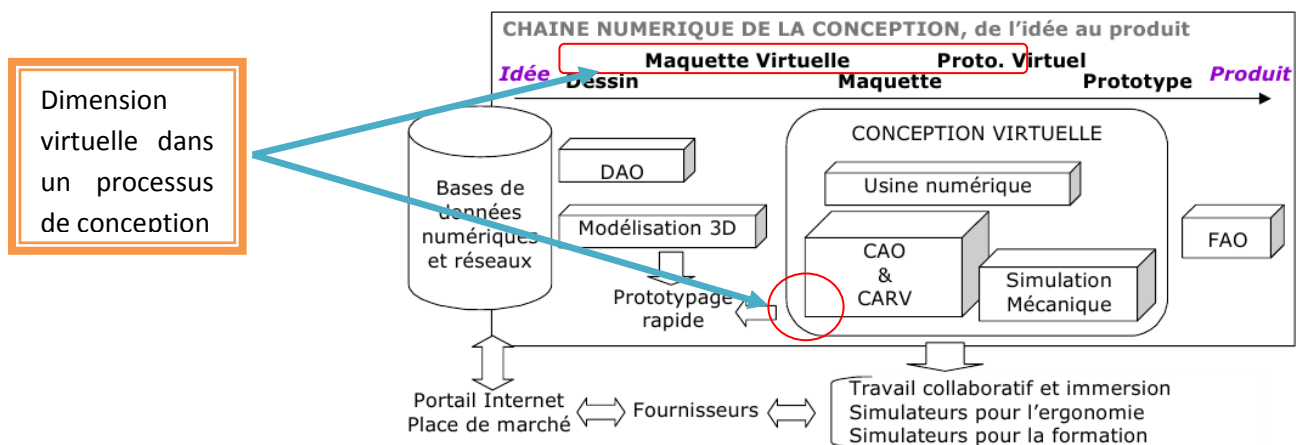 CHAINE NUMERIQUE DE LA CONCEPTION, de l'idée au produit
Maquette Virtuelle Proto. Virtuel
Idée Produit
Dessin Maquette Prototype
Dimension
virtuelle dans
un processus
de conception
CONCEPTION VIRTUELLE
DAO
Usine numérique
Bases de
données
numériques
et réseaux
Modélisation 3D
FAO
CAO
&
CARV
Simulation
Mécanique
Prototypage
rapide
Portail Internet
Place de marché
Fournisseurs
Travail collaboratif et immersion
Simulateurs pour l'ergonomie
Simulateurs pour la formation